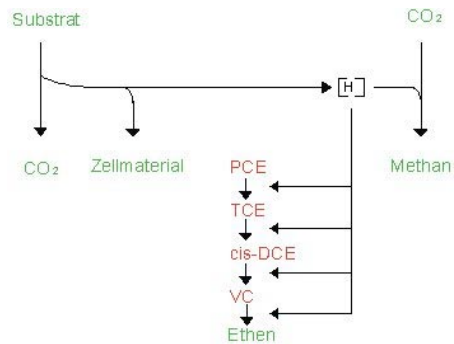 Substrat
CO₂
[H]
CO₂
Zellmaterial
Methan
PCE
TCE
cis-DCE
VC
Ethen